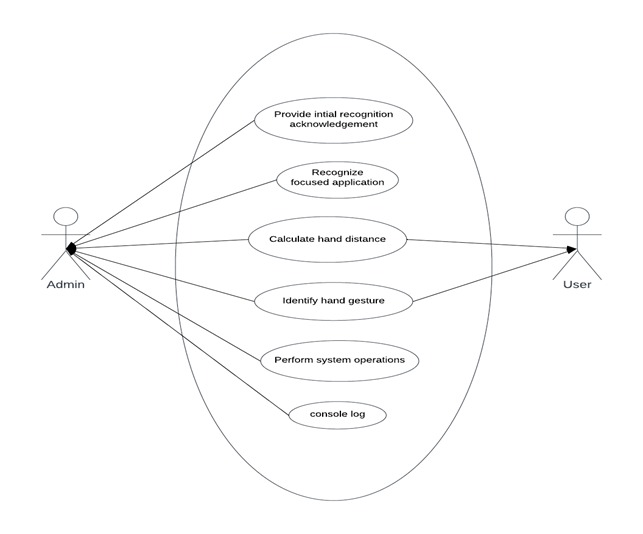 Provide intial recognition
acknowledgement
Recognize
focused application
Calculate hand distance
Admin
User
Identify hand gesture
Perform system operations
console log